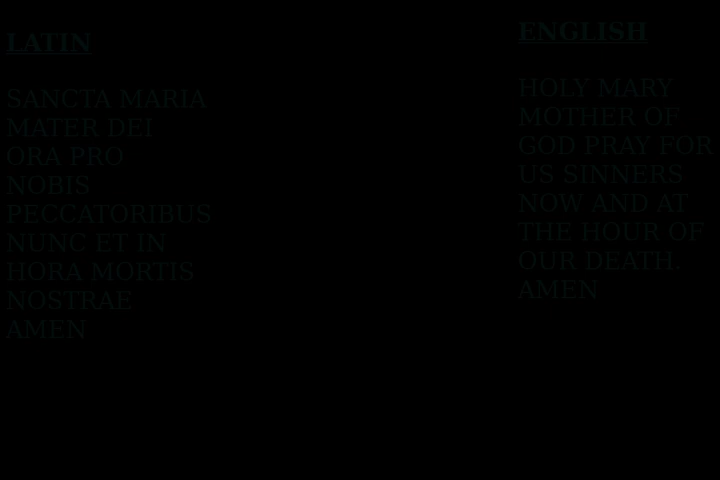 LATIN
SANCTA MARIA
MATER DEI
ORA PRO
NOBIS
PECCATORIBUS
NUNC ET IN
HORA MORTIS
NOSTRAE
AMEN
ENGLISH
HOLY MARY
MOTHER OF
GOD PRAY FOR
US SINNERS
NOW AND AT
THE HOUR OF
OUR DEATH.
AMEN